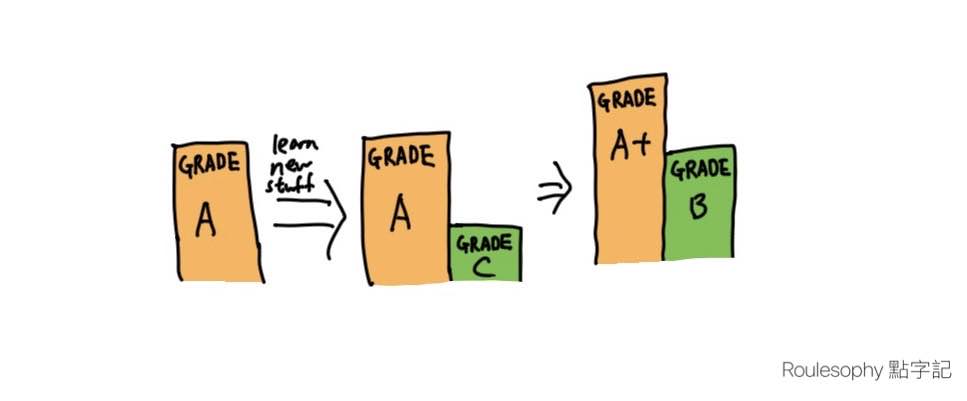 GRADE
A
learn
new
stuff
GRADE
A
GRADE
C
GRADE
A+
GRADE
B
Roulesophy 點字記